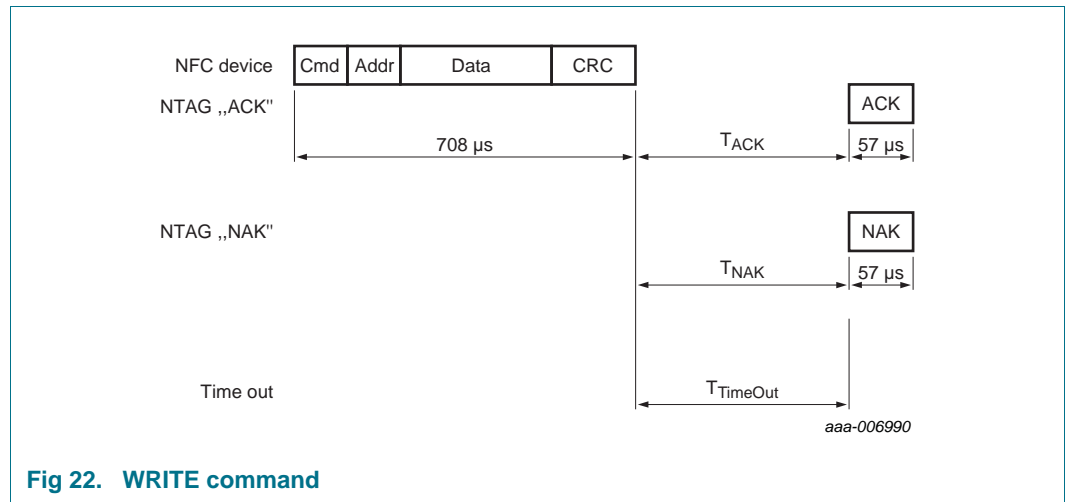 NFC device Cmd Addr Data CRC
NTAG ,,ACK" ACK
708 µs TACK 57 µs
NTAG ,,NAK" NAK
TNAK 57 µs
Time out TTimeOut
aaa-006990
Fig 22. WRITE command